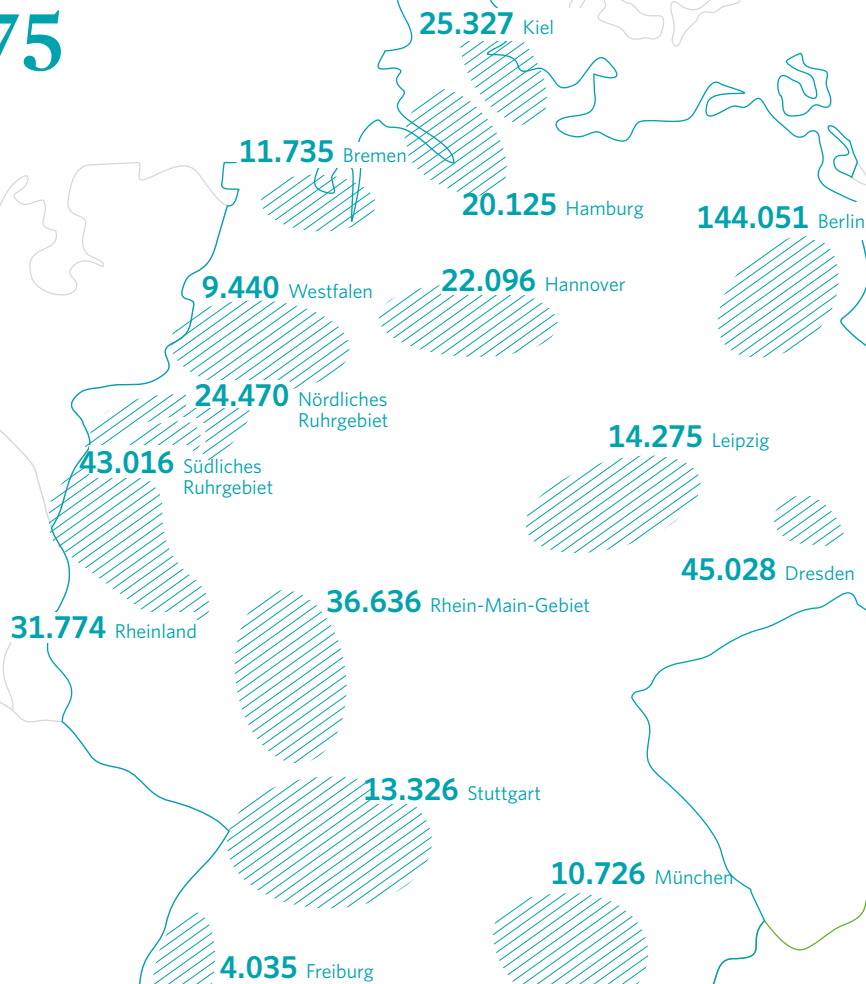 75
25.327 Kiel
11.735 Bremen
20.125 Hamburg
144.051 Berlin
9.440 Westfalen
22.096 Hannover
24.470 Nördliches
Ruhrgebiet
14.275 Leipzig
43.016 Südliches
Ruhrgebiet
45.028 Dresden
36.636 Rhein-Main-Gebiet
31.774 Rheinland
13.326 Stuttgart
10.726 München
4.035 Freiburg